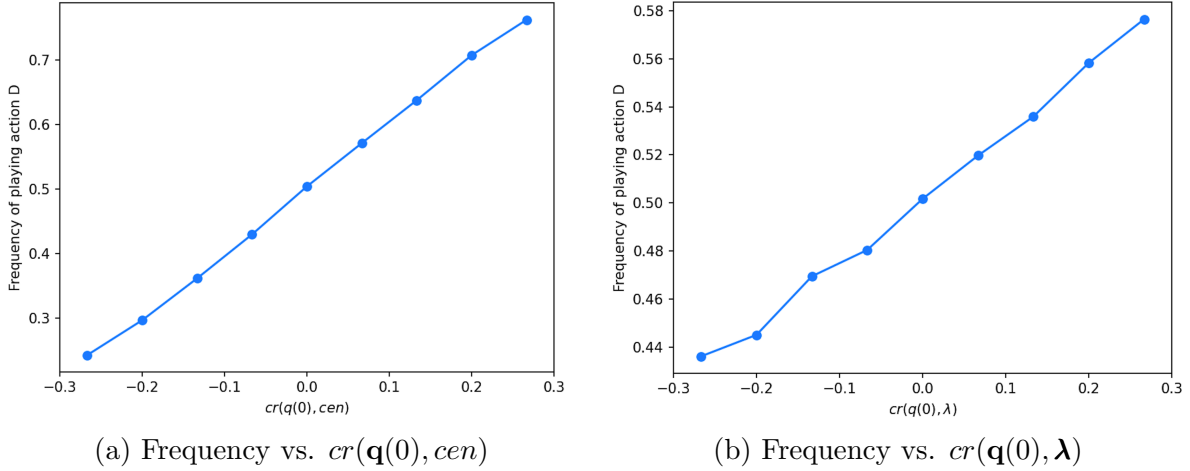 Frequency of playing action D
0.7
0.6
0.5
0.4
0.3
−0.3 −0.2 −0.1 0.0 0.1 0.2 0.3
cr(q(0), cen)
(a) Frequency vs. cr(q(0), cen)
Frequency of playing action D
0.58
0.56
0.54
0.52
0.50
0.48
0.46
0.44
−0.3 −0.2 −0.1 0.0 0.1 0.2 0.3
cr(q(0), λ)
(b) Frequency vs. cr(q(0), λ)